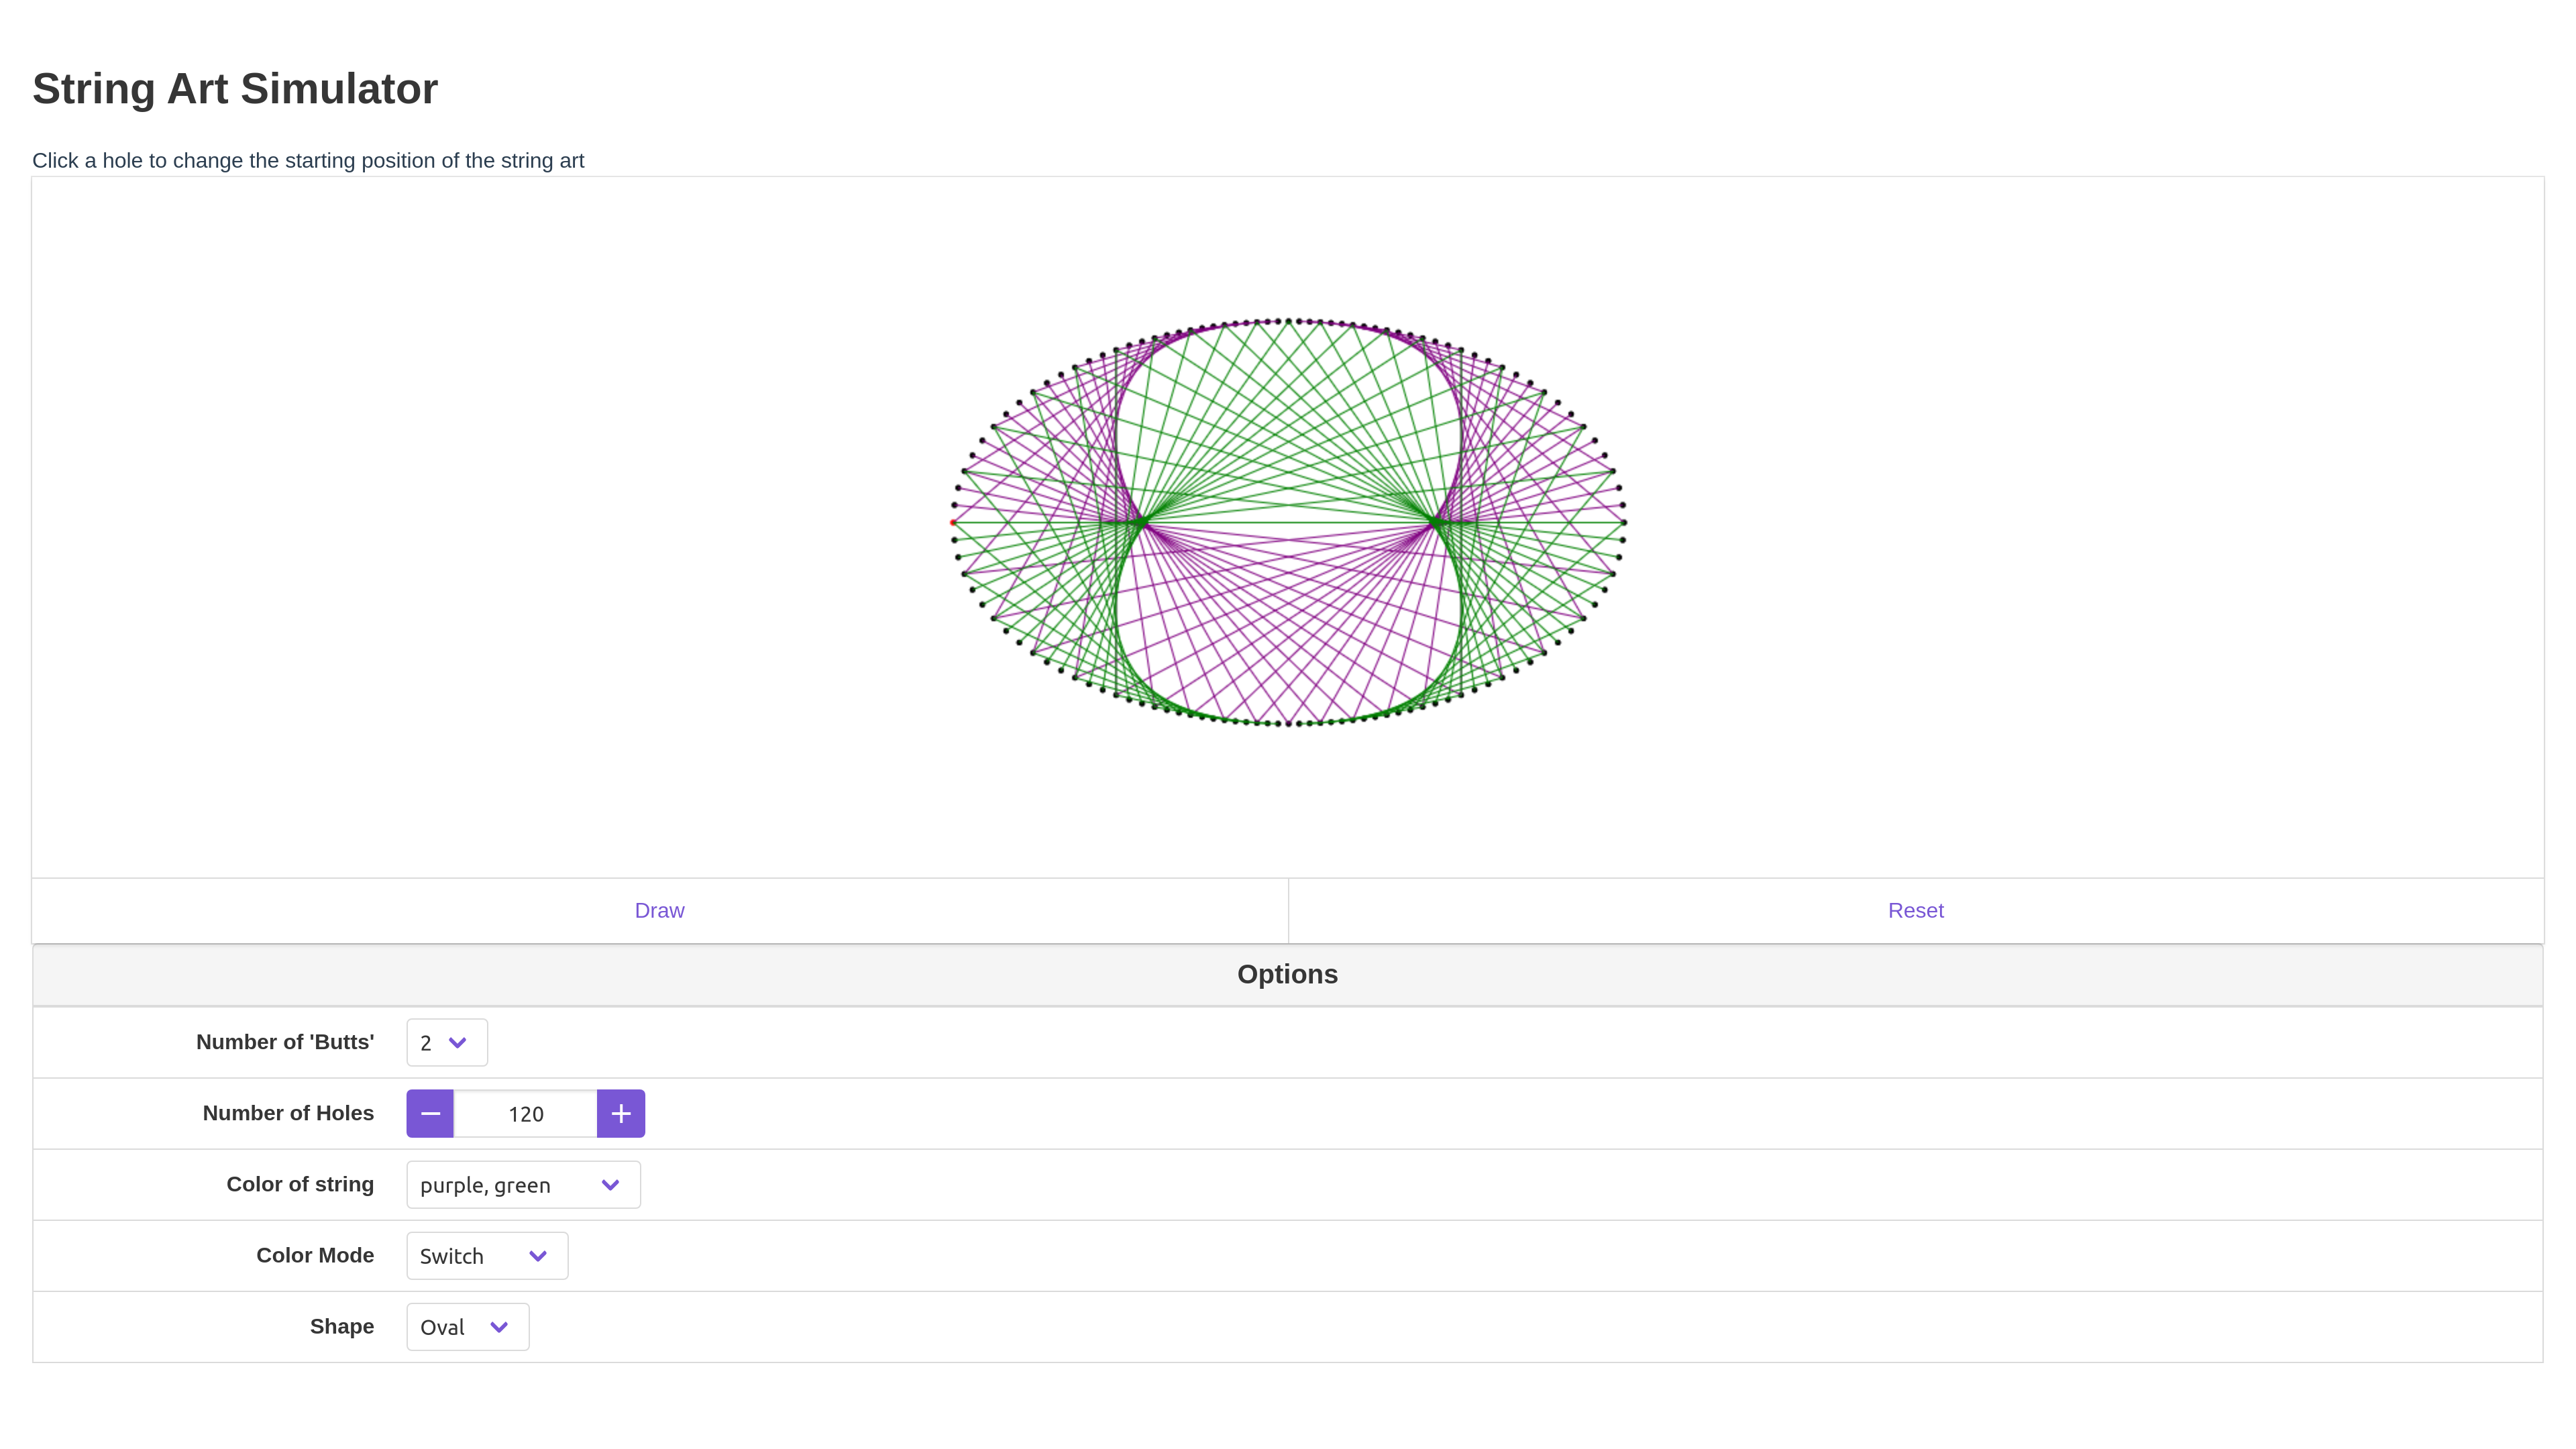 String Art Simulator
Click a hole to change the starting position of the string art
Draw
Reset
Options
Number of 'Butts'
2
Number of Holes
120
Color of string
purple, green
Color Mode
Switch
Shape
Oval